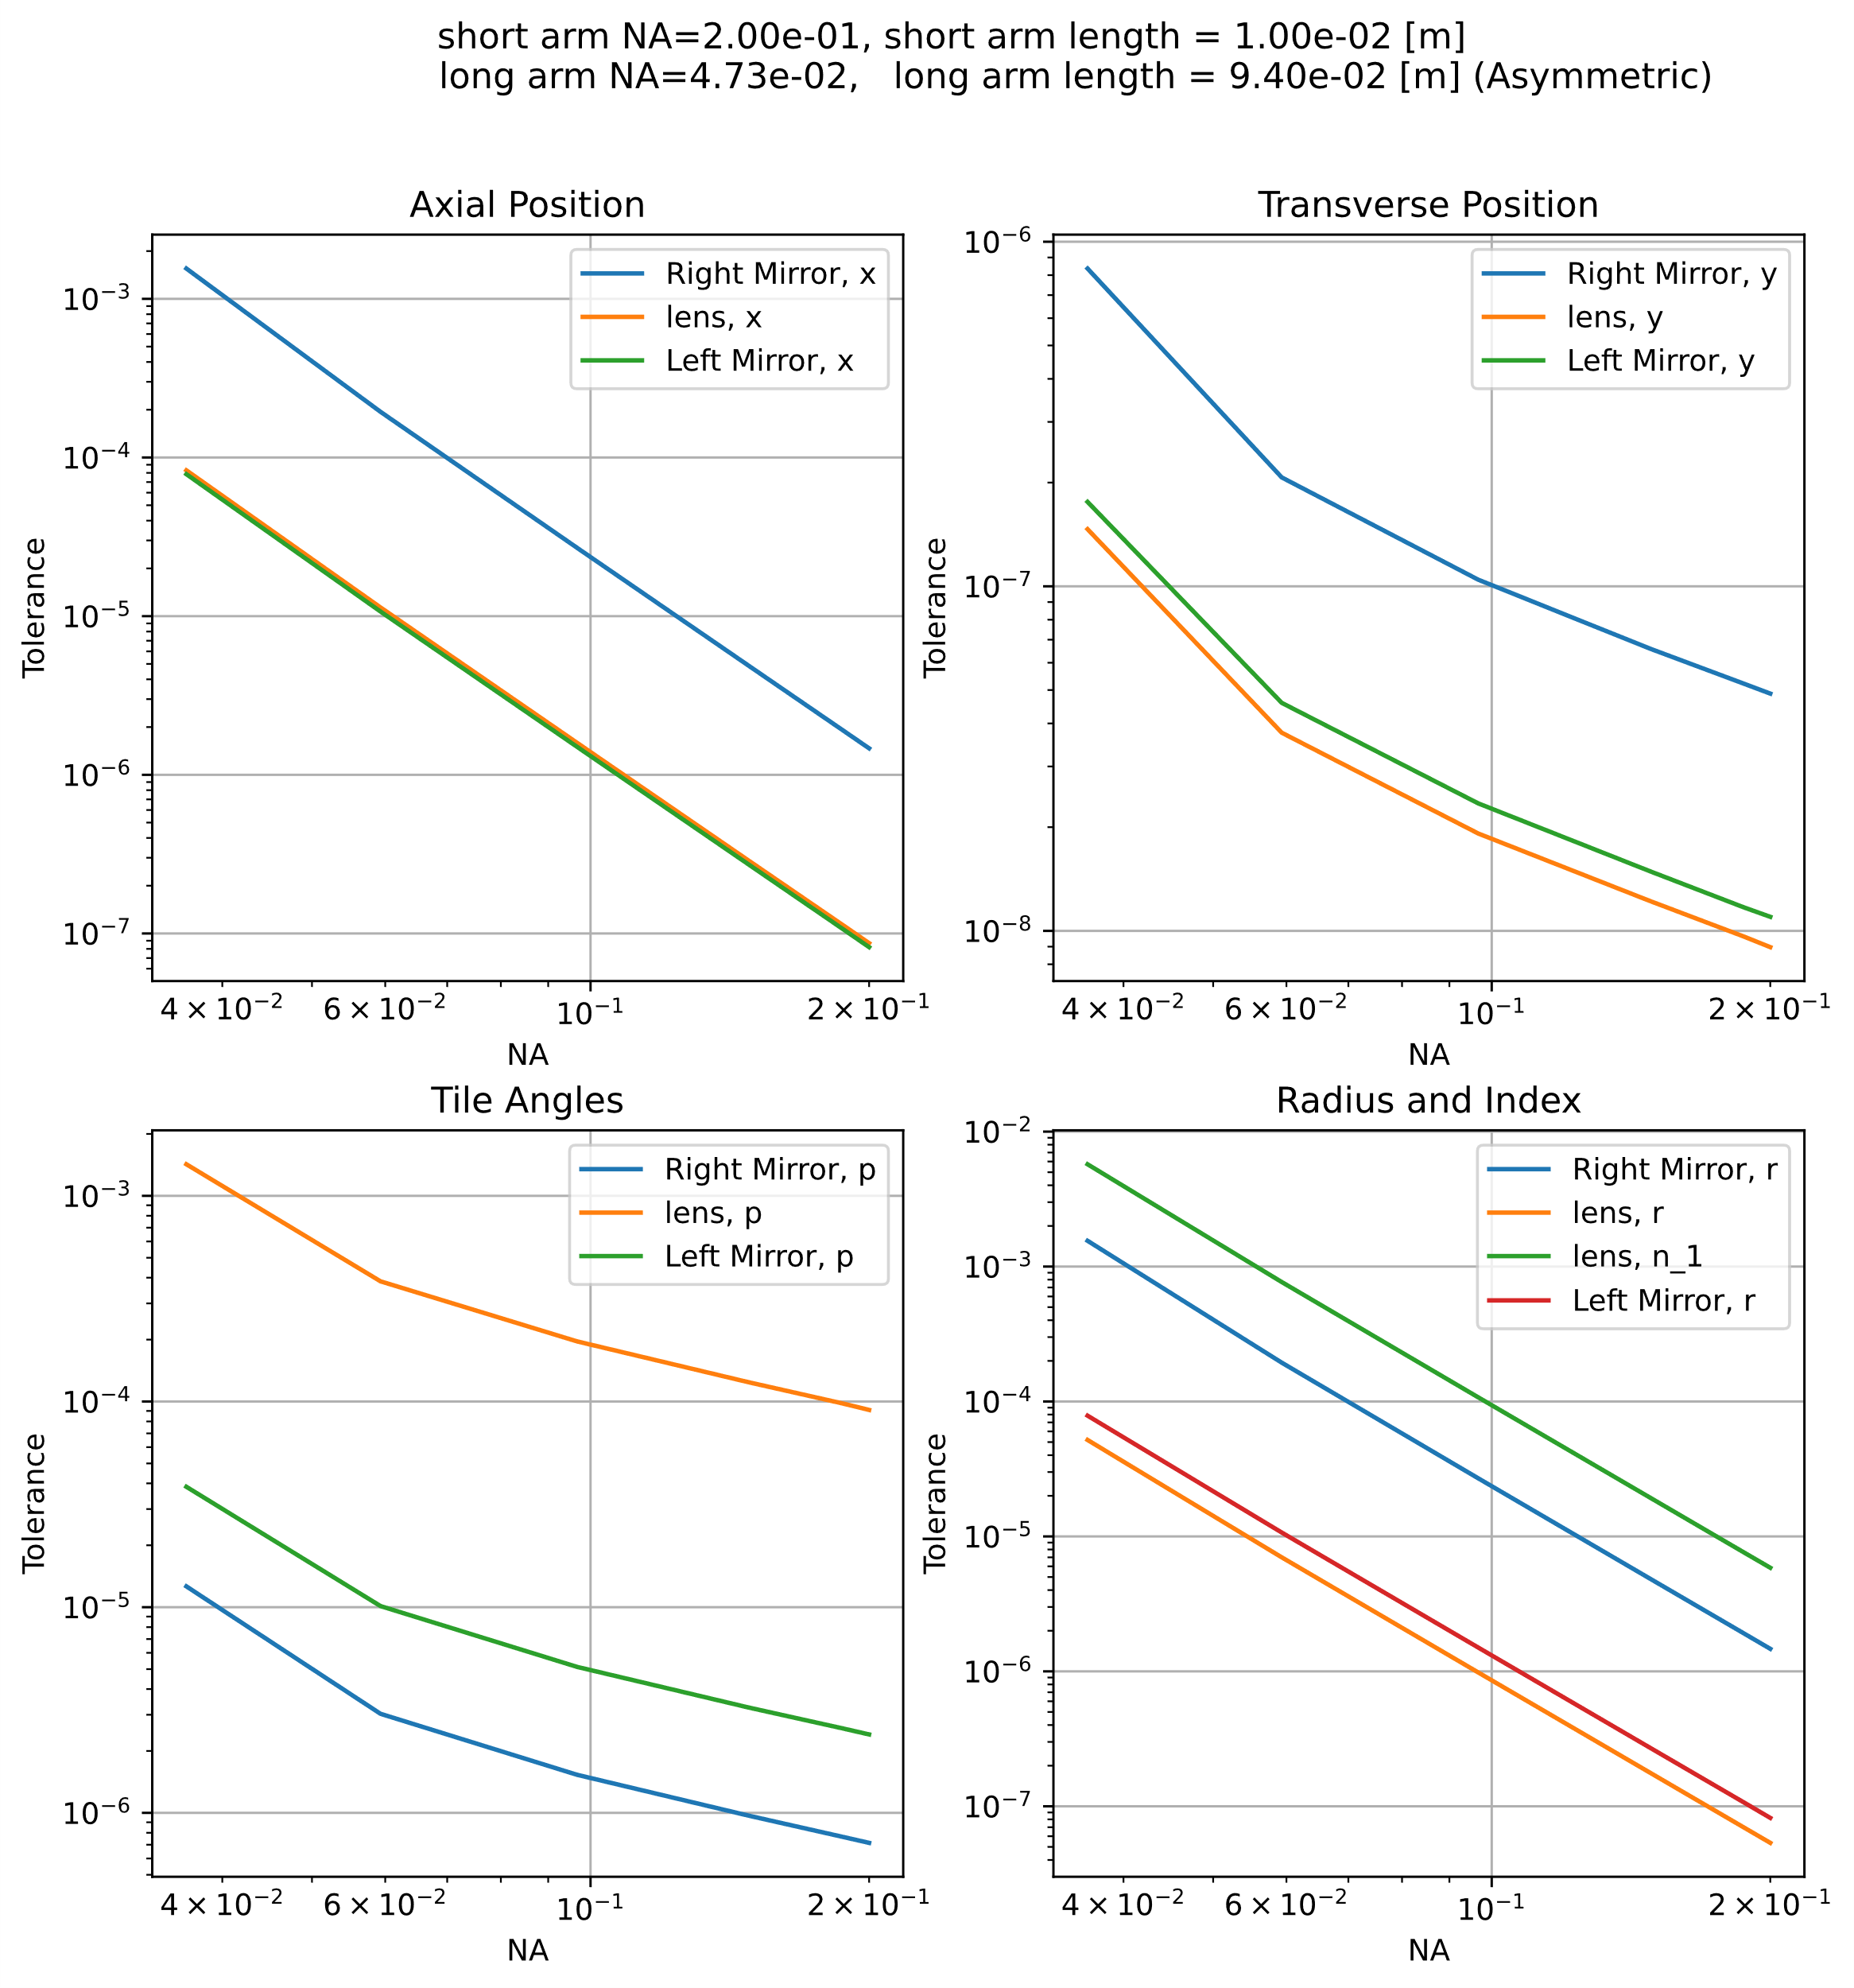 short arm NA=2.00e-01, short arm length = 1.00e-02 [m]
long arm NA=4.73e-02,   long arm length = 9.40e-02 [m] (Asymmetric)
Axial Position
Right Mirror, x
lens, x
Left Mirror, x
10⁻³
10⁻⁴
10⁻⁵
10⁻⁶
10⁻⁷
Tolerance
4 × 10⁻² 6 × 10⁻² 10⁻¹ 2 × 10⁻¹
NA
Transverse Position
Right Mirror, y
lens, y
Left Mirror, y
10⁻⁶
10⁻⁷
10⁻⁸
Tolerance
4 × 10⁻² 6 × 10⁻² 10⁻¹ 2 × 10⁻¹
NA
Tile Angles
Right Mirror, p
lens, p
Left Mirror, p
10⁻³
10⁻⁴
10⁻⁵
10⁻⁶
Tolerance
4 × 10⁻² 6 × 10⁻² 10⁻¹ 2 × 10⁻¹
NA
Radius and Index
Right Mirror, r
lens, r
lens, n_1
Left Mirror, r
10⁻²
10⁻³
10⁻⁴
10⁻⁵
10⁻⁶
10⁻⁷
Tolerance
4 × 10⁻² 6 × 10⁻² 10⁻¹ 2 × 10⁻¹
NA